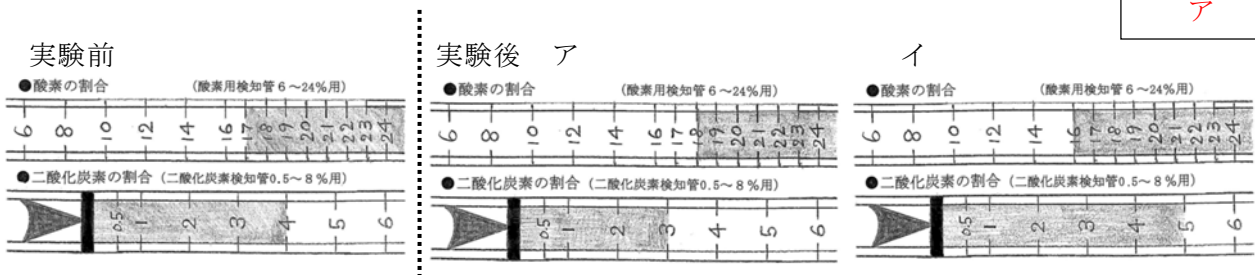 ア
実験前
●酸素の割合 (酸素用検知管6～24%用)
6 8 10 12 14 16 17 18 19 20 21 22 23 24
●二酸化炭素の割合 (二酸化炭素検知管0.5～8%用)
0.5 1 2 3 4 5 6
実験後 ア
●酸素の割合 (酸素用検知管6～24%用)
6 8 10 12 14 16 17 18 19 20 21 22 23 24
●二酸化炭素の割合 (二酸化炭素検知管0.5～8%用)
0.5 1 2 3 4 5 6
イ
●酸素の割合 (酸素用検知管6～24%用)
6 8 10 12 14 16 17 18 19 20 21 22 23 24
●二酸化炭素の割合 (二酸化炭素検知管0.5～8%用)
0.5 1 2 3 4 5 6